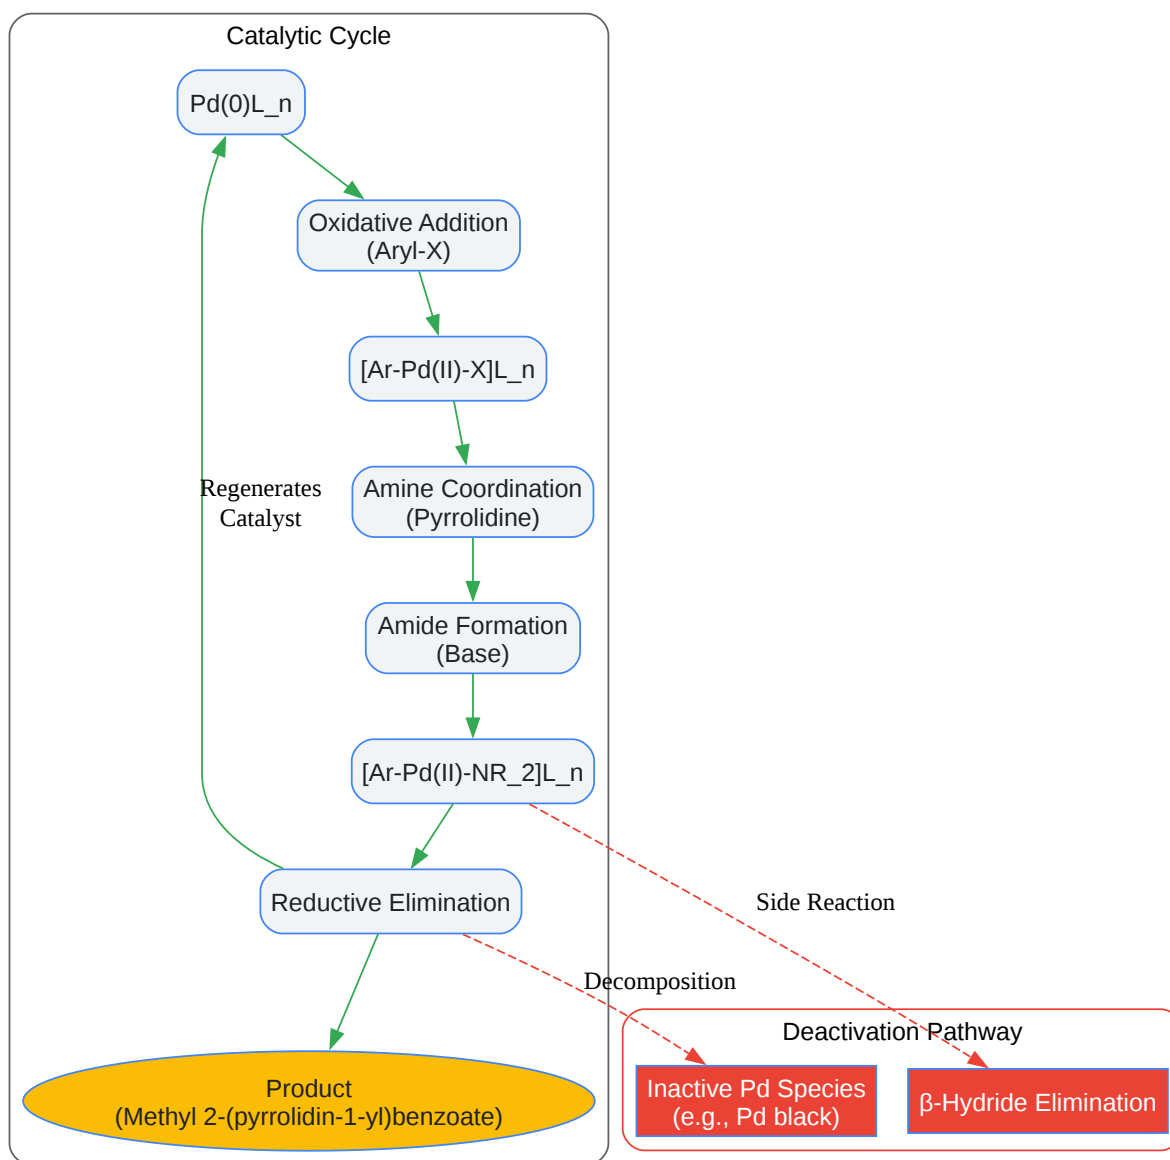 Catalytic Cycle
Pd(0)L_n
Oxidative Addition
(Aryl-X)
[Ar-Pd(II)-X]L_n
Regenerates
Catalyst
Amine Coordination
(Pyrrolidine)
Amide Formation
(Base)
[Ar-Pd(II)-NR_2]L_n
Reductive Elimination
Side Reaction
Decomposition
Deactivation Pathway
Product
(Methyl 2-(pyrrolidin-1-yl)benzoate)
Inactive Pd Species
(e.g., Pd black)
β-Hydride Elimination